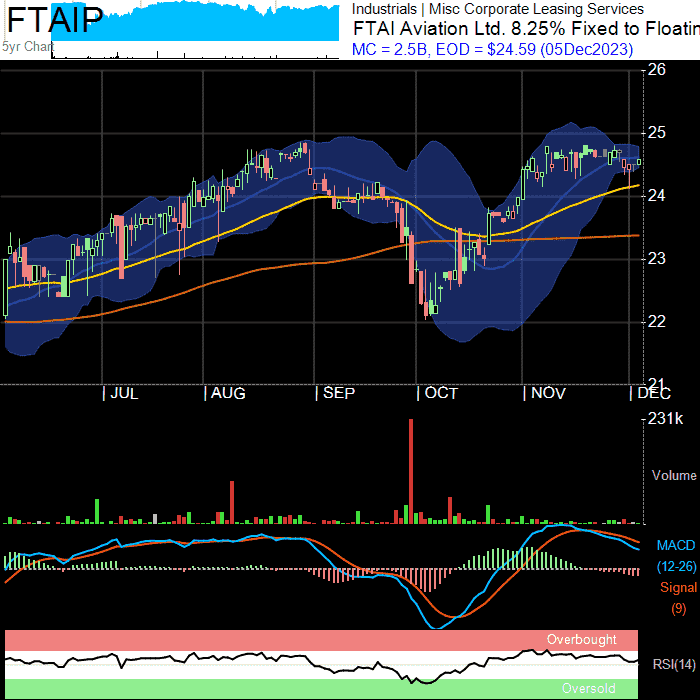 FTAIP
5yr Chart
Industrials | Misc Corporate Leasing Services
FTAI Aviation Ltd. 8.25% Fixed to Floatin
MC = 2.5B, EOD = $24.59 (05Dec2023)
26
25
24
23
22
21
JUL AUG SEP OCT NOV DEC
231k
Volume
MACD
(12-26)
Signal
(9)
Overbought
RSI(14)
Oversold